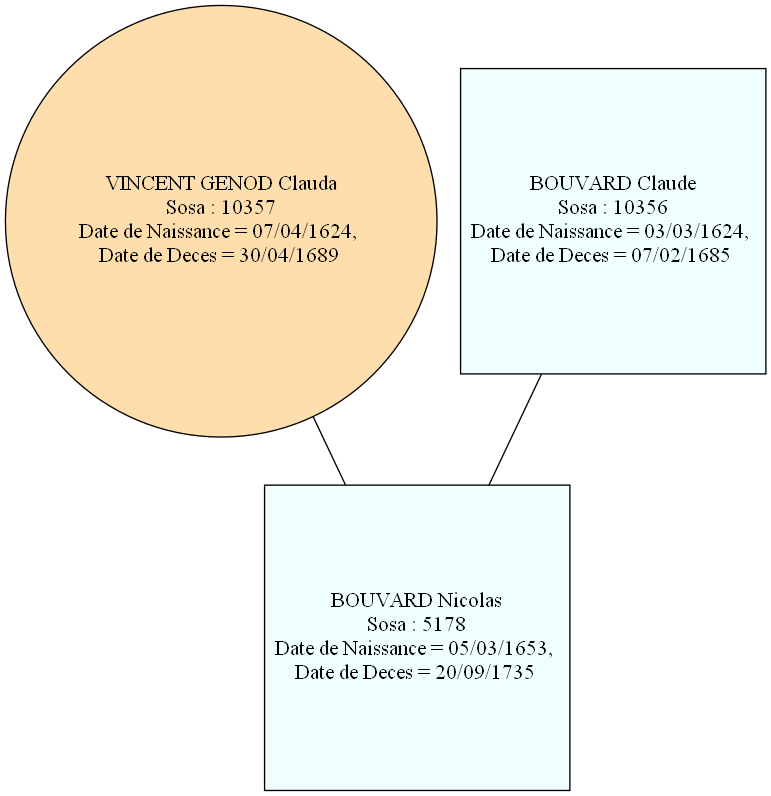 VINCENT GENOD Clauda
Sosa : 10357
Date de Naissance = 07/04/1624,
Date de Deces = 30/04/1689
BOUVARD Claude
Sosa : 10356
Date de Naissance = 03/03/1624,
Date de Deces = 07/02/1685
BOUVARD Nicolas
Sosa : 5178
Date de Naissance = 05/03/1653,
Date de Deces = 20/09/1735